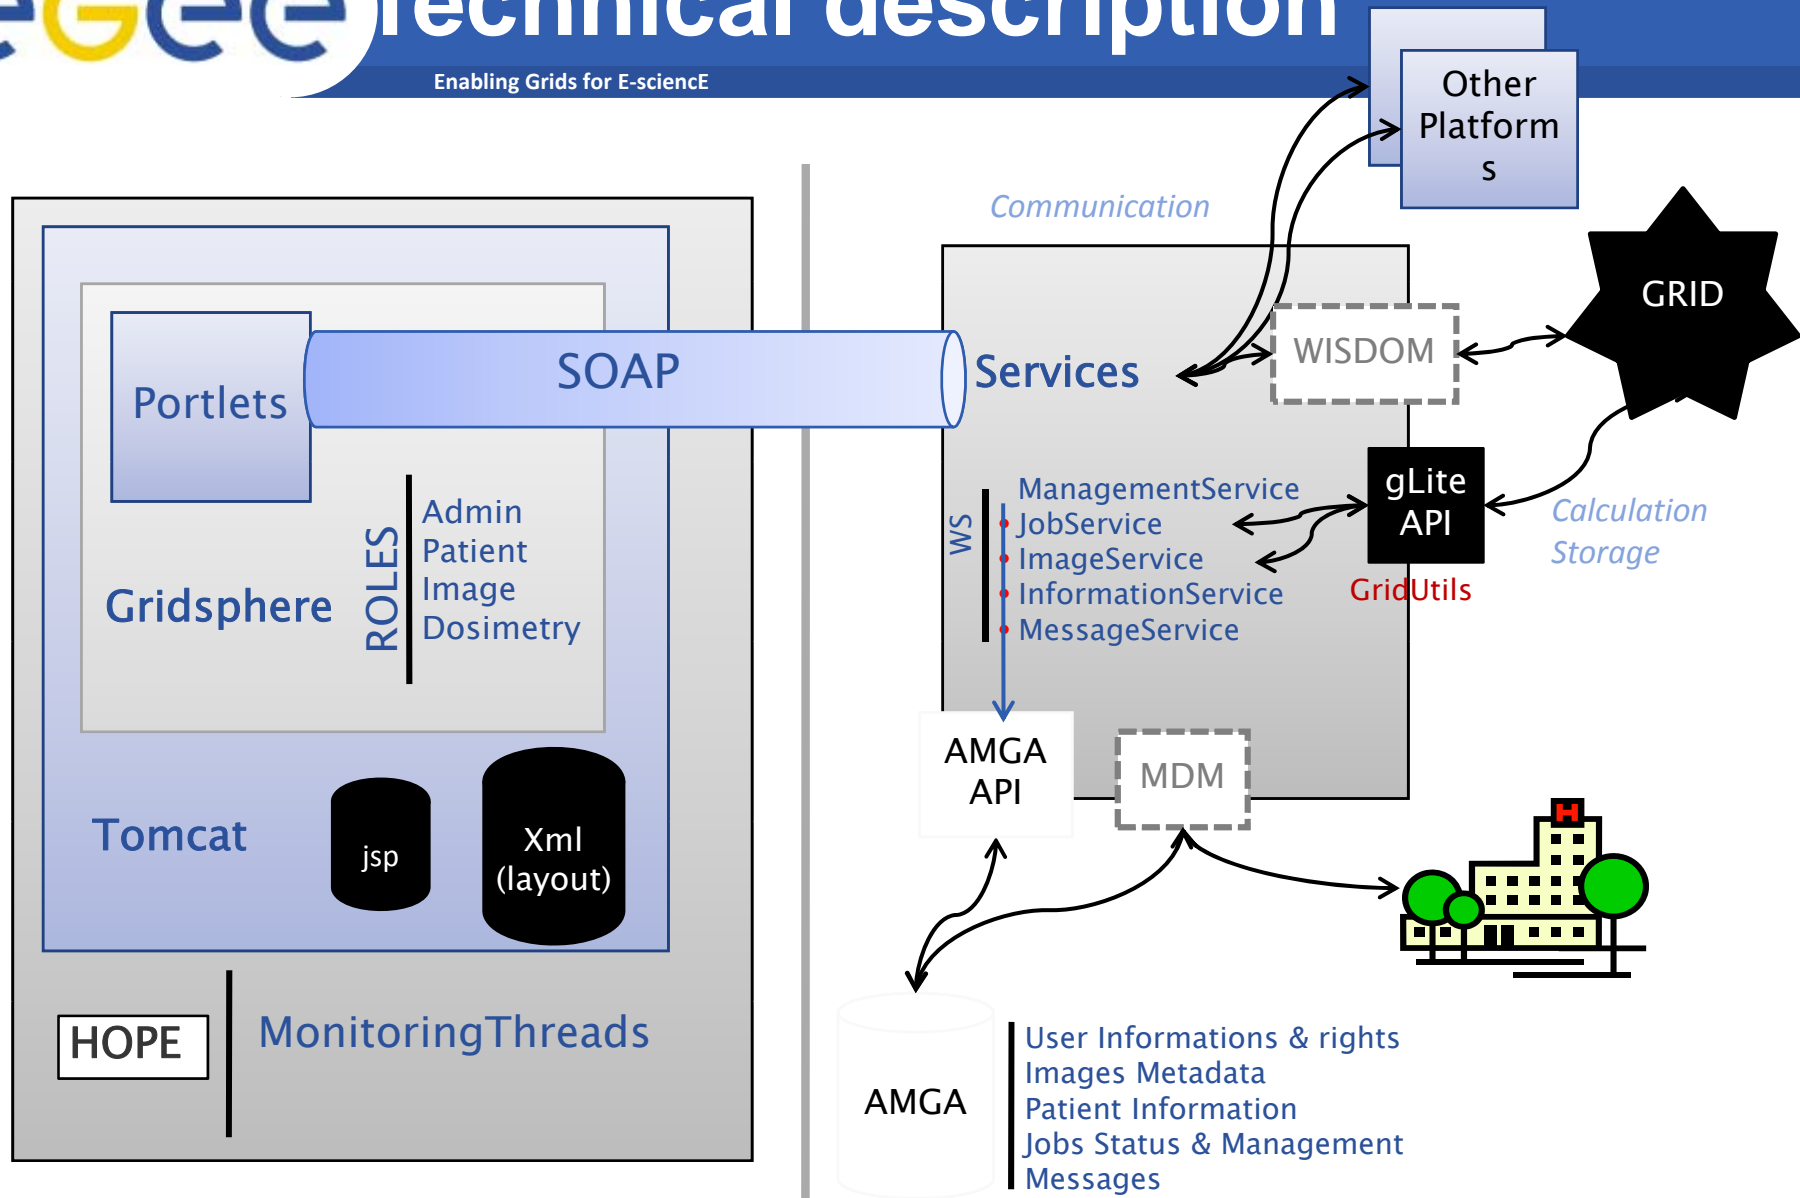 eGee
Technical description
Enabling Grids for E-sciencE
Other
Platform
s
Communication
GRID
WISDOM
SOAP
Services
Portlets
gLite
API
GridUtils
Calculation
Storage
WS
ManagementService
JobService
ImageService
InformationService
MessageService
ROLES
Admin
Patient
Image
Dosimetry
Gridsphere
AMGA
API
MDM
Tomcat
jsp
Xml
(layout)
H
HOPE
MonitoringThreads
AMGA
User Informations & rights
Images Metadata
Patient Information
Jobs Status & Management
Messages